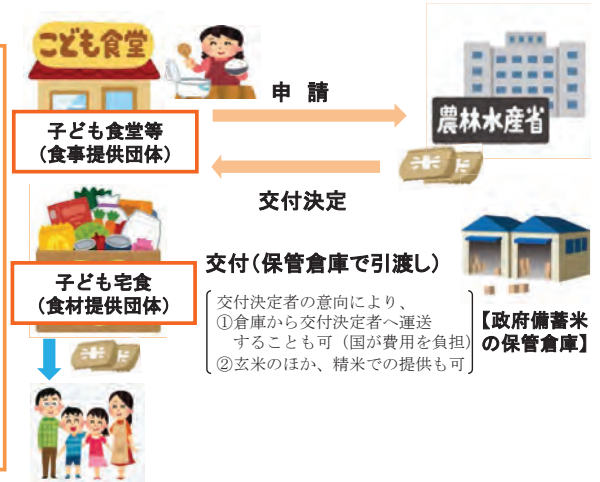 こども食堂
申 請
農林水産省
子ども食堂等
(食事提供団体)
米
交付決定
交付(保管倉庫で引渡し)
子ども宅食
(食材提供団体)
交付決定者の意向により、
①倉庫から交付決定者へ運送
することも可(国が費用を負担)
②玄米のほか、精米での提供も可
【政府備蓄米
の保管倉庫】